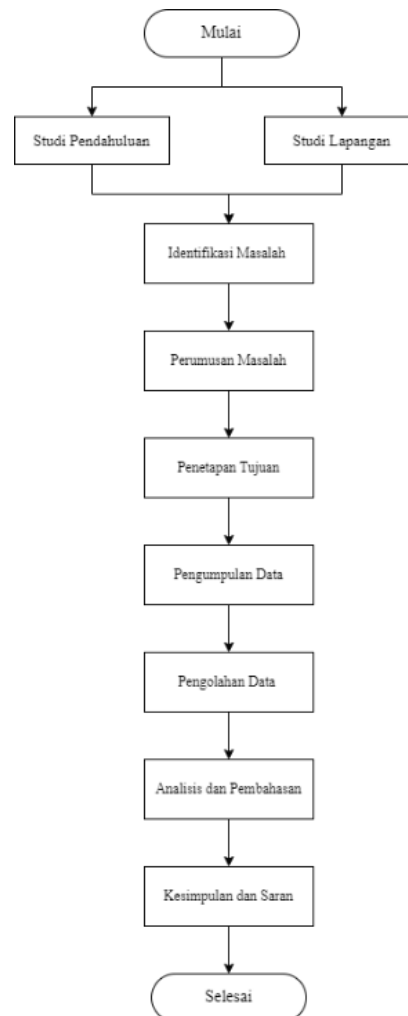 Mulai
Studi Pendahuluan
Studi Lapangan
Identifikasi Masalah
Perumusan Masalah
Penetapan Tujuan
Pengumpulan Data
Pengolahan Data
Analisis dan Pembahasan
Kesimpulan dan Saran
Selesai